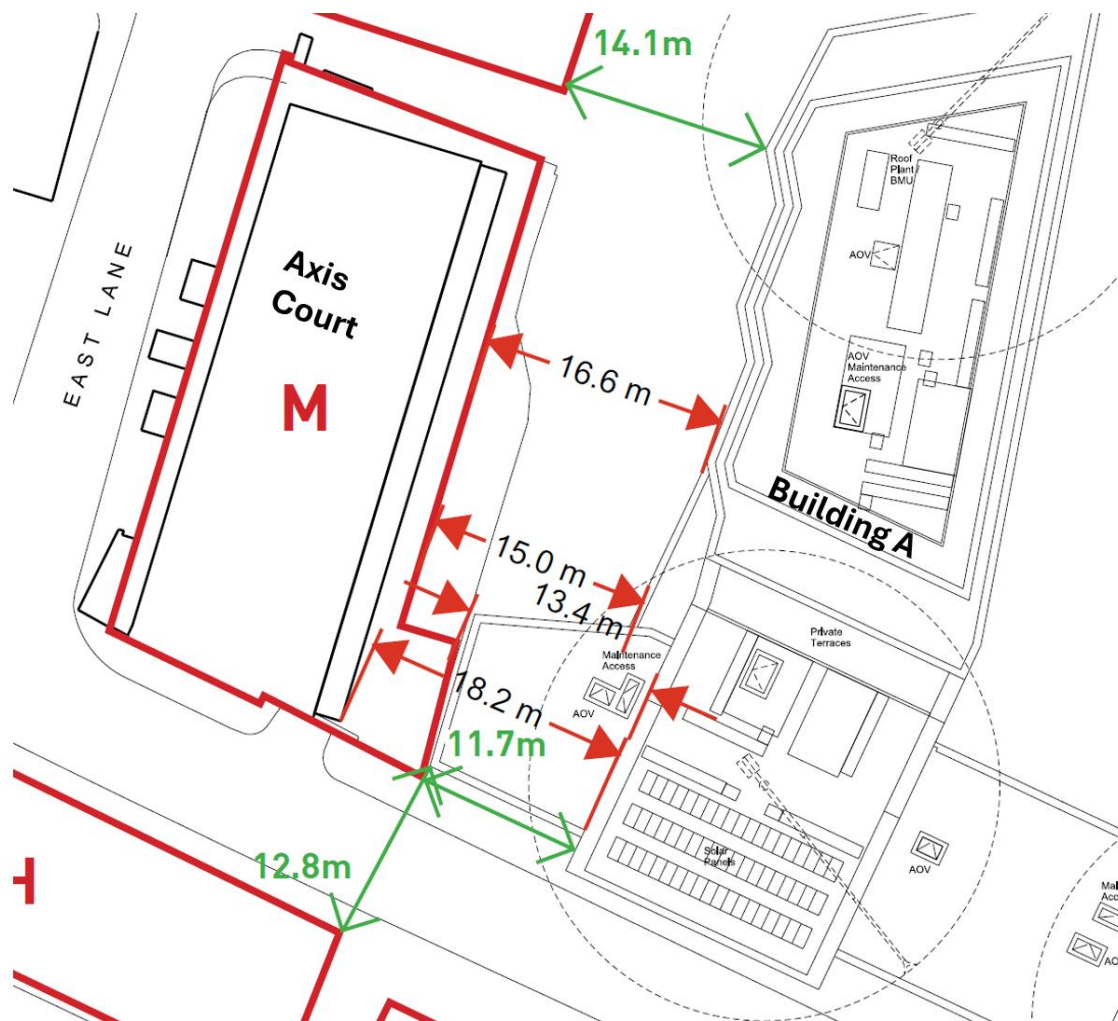 14.1m
Roof
Plant
BMU
EAST LANE
Axis
Court
AOV
M
16.6 m
AOV
Maintenance
Access
Building A
15.0 m
13.4 m
Private
Terraces
Maintenance
Access
AOV
18.2 m
11.7m
12.8m
Solar
Panels
AOV
H